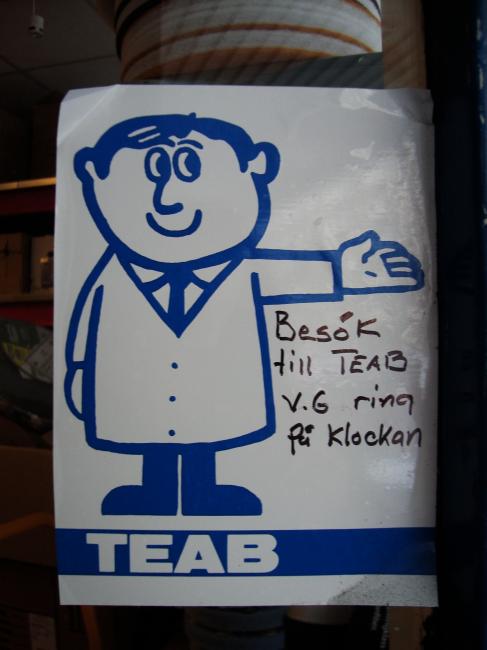 Besök
till TEAB
V.G ring
på klockan
TEAB